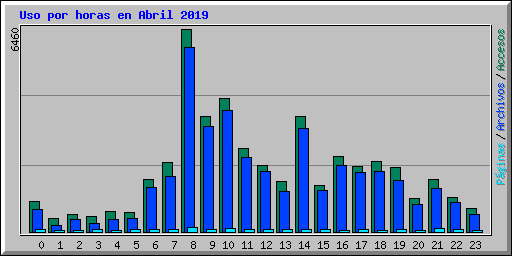 Uso por horas en Abril 2019
6460
Páginas / Archivos / Accesos
0 1 2 3 4 5 6 7 8 9 10 11 12 13 14 15 16 17 18 19 20 21 22 23